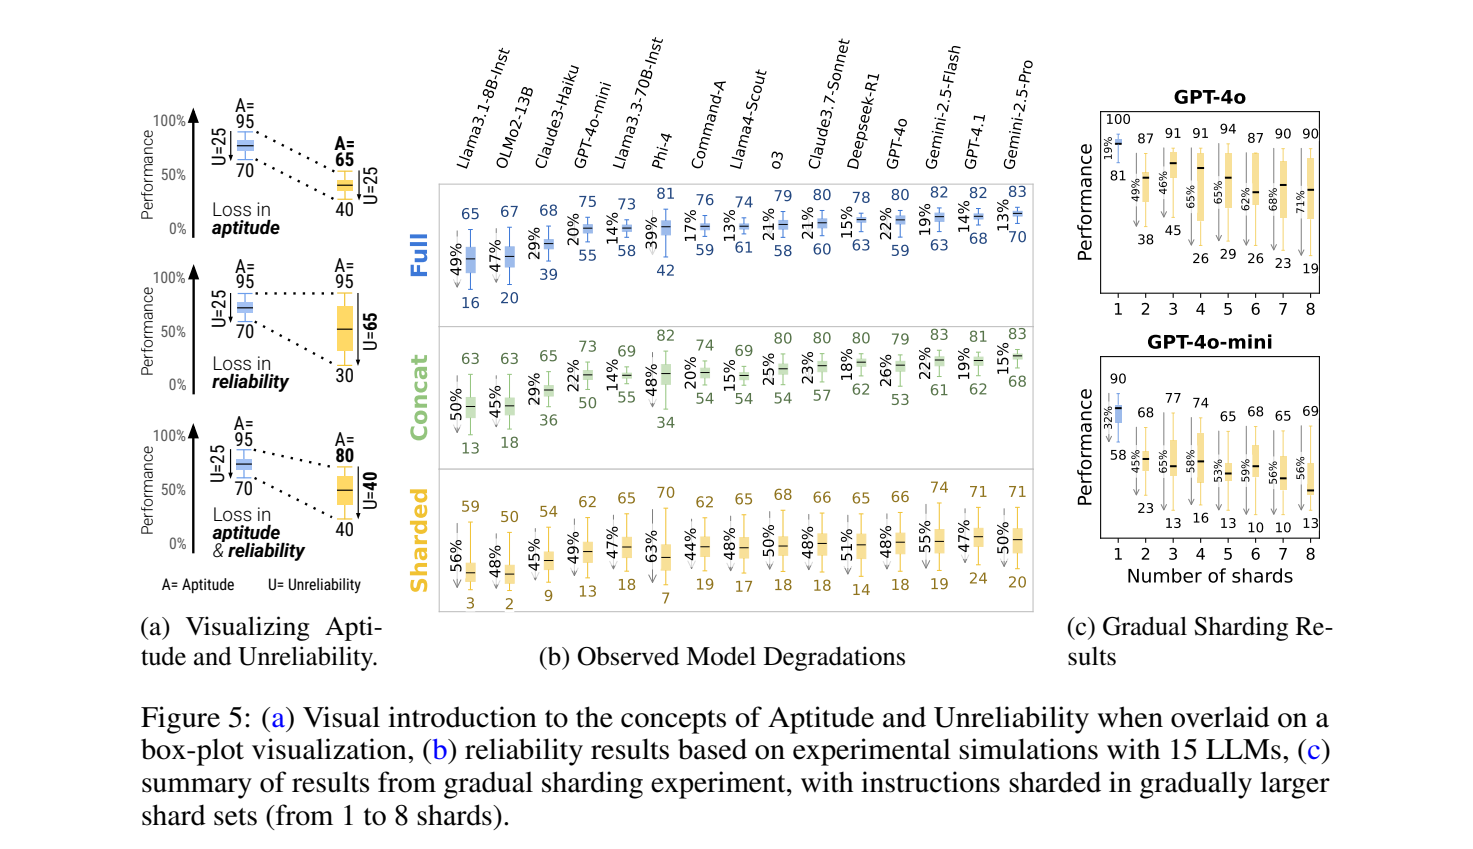 A=
95
100%
U=25
A=
65
50%
U=25
70
0%
40
Performance
Loss in
aptitude
A=
95
A=
95
100%
U=25
70
50%
U=65
0%
30
Performance
Loss in
reliability
A=
95
A=
80
100%
U=25
70
50%
U=40
0%
40
Performance
Loss in
aptitude
& reliability
A= Aptitude U= Unreliability
(a) Visualizing Apti-
tude and Unreliability.
Llama3.1-8B-Inst
OLMo2-13B
Claude3-Haiku
GPT-4o-mini
Llama3.3-70B-Inst
Phi-4
Command-A
Llama4-Scout
o3
Claude3.7-Sonnet
Deepseek-R1
GPT-4o
Gemini-2.5-Flash
GPT-4.1
Gemini-2.5-Pro
Full
65 67 68 75 73 81 76 74 79 80 78 80 82 82 83
49% 47% 29% 20% 14% 39% 17% 13% 21% 21% 15% 22% 19% 14% 13%
16 20 39 55 58 42 59 61 58 60 63 59 63 68 70
Concat
63 63 65 73 69 82 74 69 80 80 80 79 83 81 83
50% 45% 29% 22% 14% 48% 20% 15% 25% 23% 18% 26% 22% 19% 15%
13 18 36 50 55 34 54 54 54 57 62 53 61 62 68
Sharded
59 50 54 62 65 70 62 65 68 66 65 66 74 71 71
56% 48% 45% 49% 47% 63% 44% 48% 50% 48% 51% 48% 55% 47% 50%
3 2 9 13 18 7 19 17 18 18 14 18 19 24 20
(b) Observed Model Degradations
GPT-4o
Performance
100 87 91 91 94 87 90 90
19% 49% 46% 65% 65% 62% 68% 71%
81 38 45 26 29 26 23 19
1 2 3 4 5 6 7 8
GPT-4o-mini
Performance
90 68 77 74 65 68 65 69
32% 45% 65% 58% 53% 59% 56% 56%
58 23 13 16 13 10 10 13
1 2 3 4 5 6 7 8
Number of shards
(c) Gradual Sharding Re-
sults
Figure 5: (a) Visual introduction to the concepts of Aptitude and Unreliability when overlaid on a
box-plot visualization, (b) reliability results based on experimental simulations with 15 LLMs, (c)
summary of results from gradual sharding experiment, with instructions sharded in gradually larger
shard sets (from 1 to 8 shards).